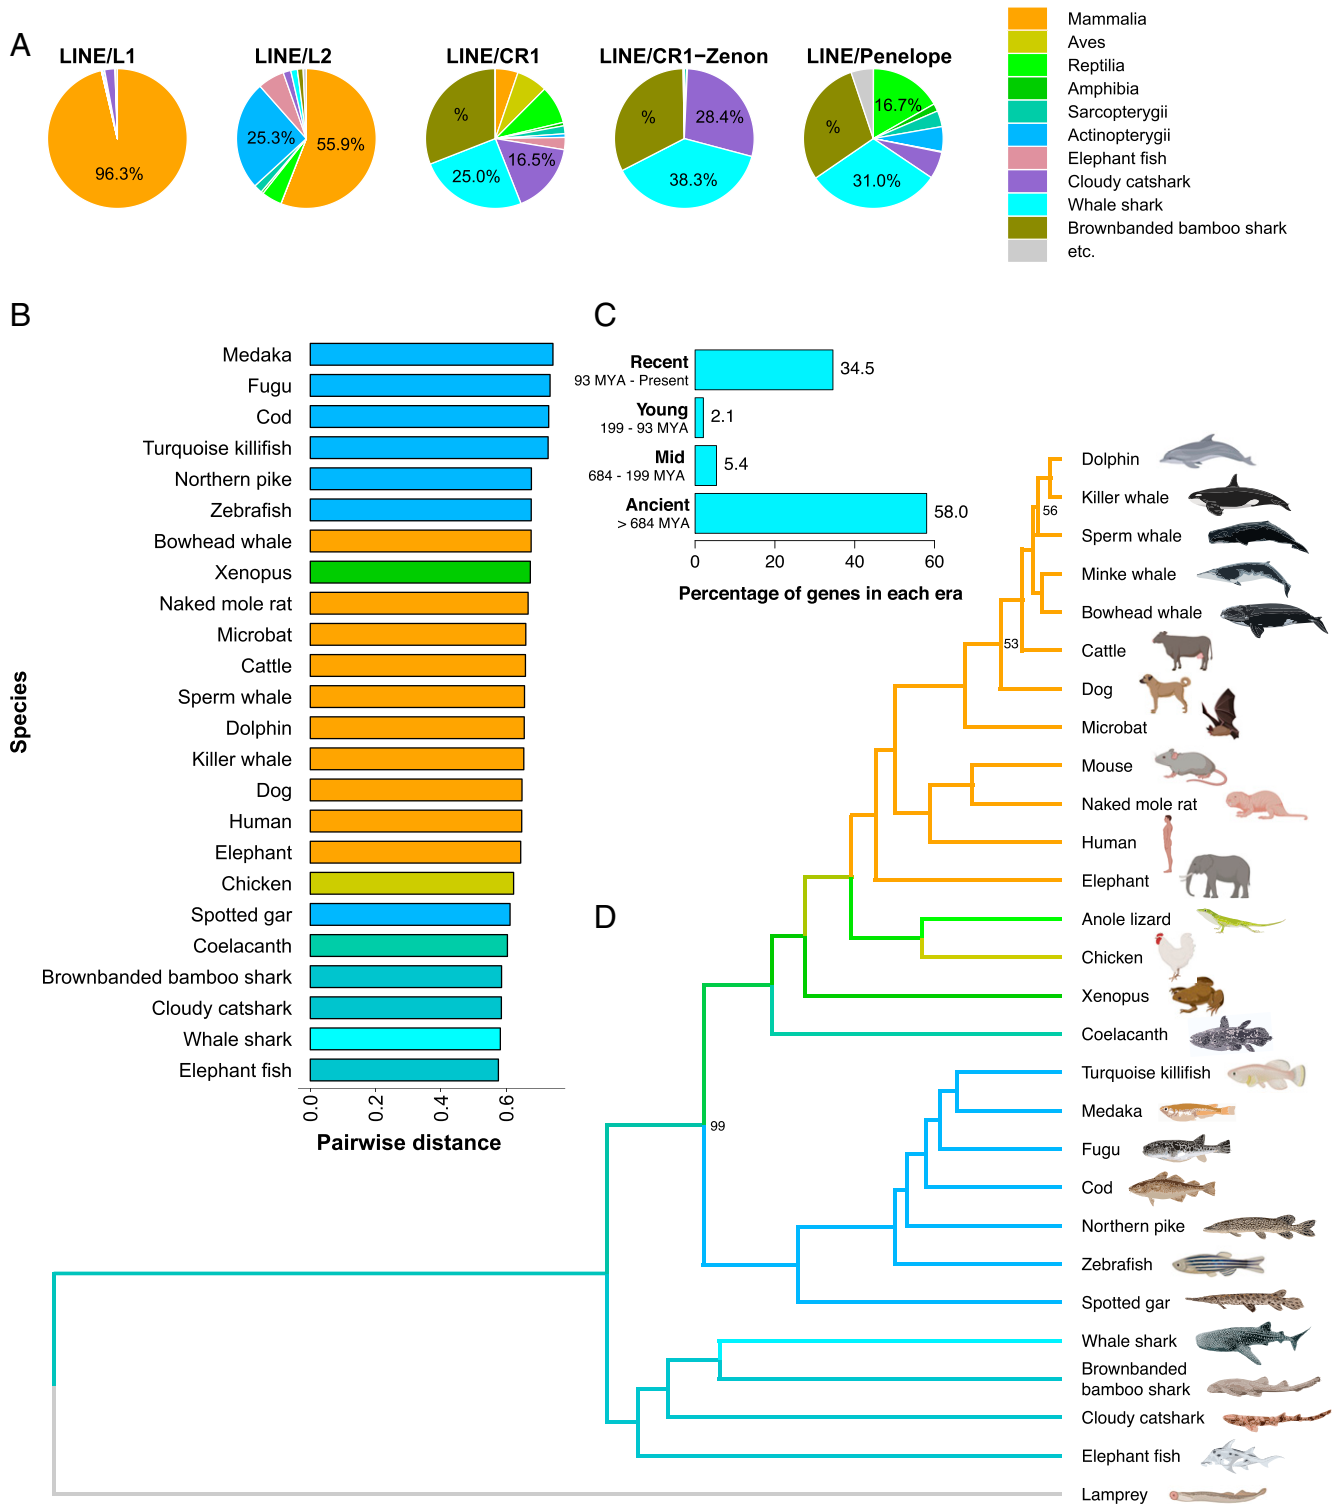 A
LINE/L1
LINE/L2
LINE/CR1
LINE/CR1−Zenon
LINE/Penelope
96.3%
25.3%
55.9%
%
25.0%
16.5%
%
28.4%
38.3%
%
16.7%
31.0%
Mammalia
Aves
Reptilia
Amphibia
Sarcopterygii
Actinopterygii
Elephant fish
Cloudy catshark
Whale shark
Brownbanded bamboo shark
etc.
B
Species
Medaka
Fugu
Cod
Turquoise killifish
Northern pike
Zebrafish
Bowhead whale
Xenopus
Naked mole rat
Microbat
Cattle
Sperm whale
Dolphin
Killer whale
Dog
Human
Elephant
Chicken
Spotted gar
Coelacanth
Brownbanded bamboo shark
Cloudy catshark
Whale shark
Elephant fish
0.0
0.2
0.4
0.6
Pairwise distance
C
Recent
93 MYA - Present
34.5
Young
199 - 93 MYA
2.1
Mid
684 - 199 MYA
5.4
Ancient
> 684 MYA
58.0
0
20
40
60
Percentage of genes in each era
D
56
53
99
Dolphin
Killer whale
Sperm whale
Minke whale
Bowhead whale
Cattle
Dog
Microbat
Mouse
Naked mole rat
Human
Elephant
Anole lizard
Chicken
Xenopus
Coelacanth
Turquoise killifish
Medaka
Fugu
Cod
Northern pike
Zebrafish
Spotted gar
Whale shark
Brownbanded
bamboo shark
Cloudy catshark
Elephant fish
Lamprey